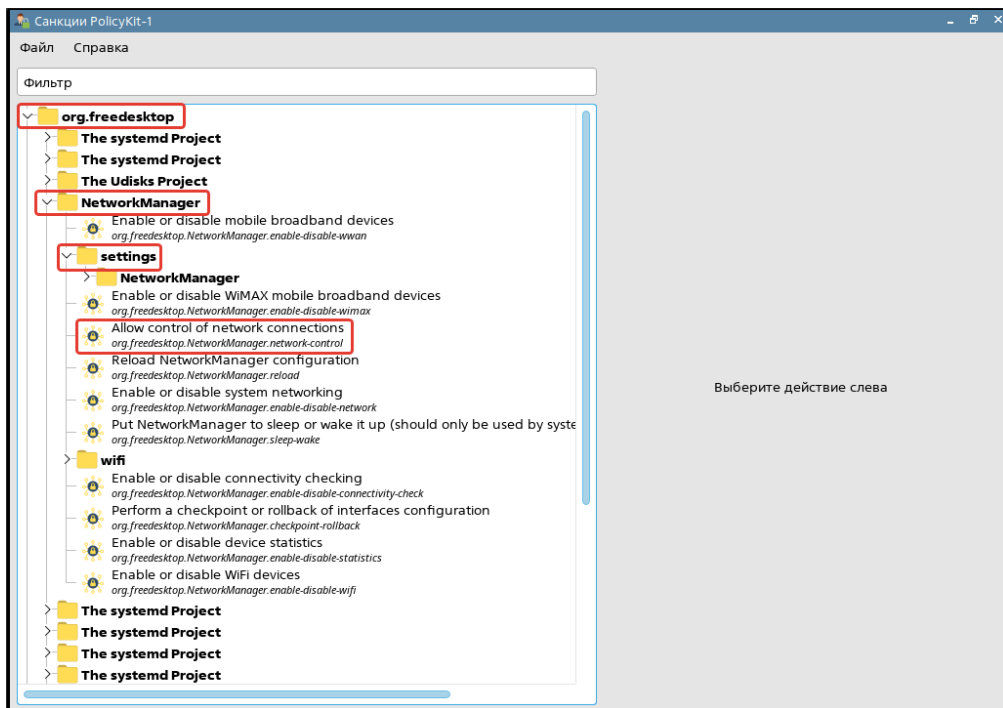 Санкции PolicyKit-1
Файл Справка
Фильтр
org.freedesktop
The systemd Project
The systemd Project
The Udisks Project
NetworkManager
Enable or disable mobile broadband devices
org.freedesktop.NetworkManager.enable-disable-wwan
settings
NetworkManager
Enable or disable WiMAX mobile broadband devices
org.freedesktop.NetworkManager.enable-disable-wimax
Allow control of network connections
org.freedesktop.NetworkManager.network-control
Reload NetworkManager configuration
org.freedesktop.NetworkManager.reload
Enable or disable system networking
org.freedesktop.NetworkManager.enable-disable-network
Put NetworkManager to sleep or wake it up (should only be used by syste
org.freedesktop.NetworkManager.sleep-wake
wifi
Enable or disable connectivity checking
org.freedesktop.NetworkManager.enable-disable-connectivity-check
Perform a checkpoint or rollback of interfaces configuration
org.freedesktop.NetworkManager.checkpoint-rollback
Enable or disable device statistics
org.freedesktop.NetworkManager.enable-disable-statistics
Enable or disable WiFi devices
org.freedesktop.NetworkManager.enable-disable-wifi
The systemd Project
The systemd Project
The systemd Project
The systemd Project
Выберите действие слева